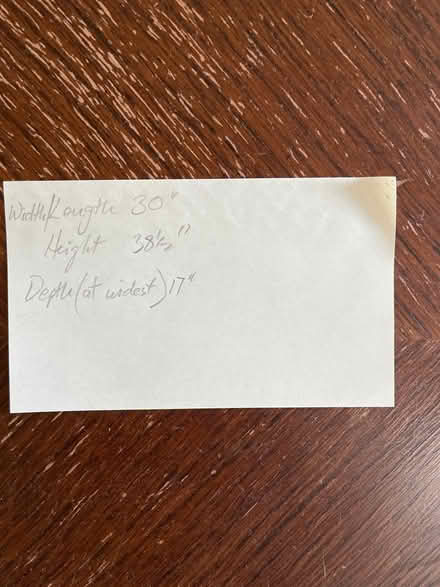 Width/Length 30"
Height 38½"
Depth (at widest) 17"